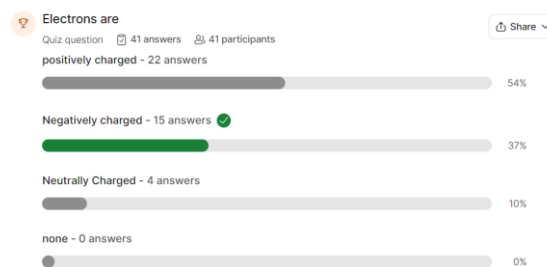 Electrons are
Share
Quiz question 41 answers 41 participants
positively charged - 22 answers
54%
Negatively charged - 15 answers
37%
Neutrally Charged - 4 answers
10%
none - 0 answers
0%